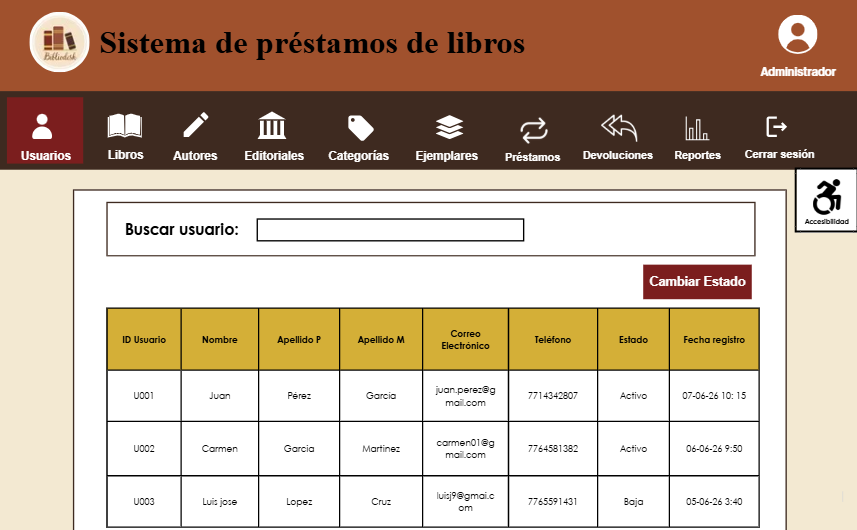 Bibliodesk
Sistema de préstamos de libros
Administrador
Usuarios
Libros
Autores
Editoriales
Categorías
Ejemplares
Préstamos
Devoluciones
Reportes
Cerrar sesión
Accesibilidad
Buscar usuario:
Cambiar Estado
ID Usuario Nombre Apellido P Apellido M Correo Electrónico Teléfono Estado Fecha registro
U001 Juan Pérez Garcia juan.perez@gmail.com 7714342807 Activo 07-06-26 10: 15
U002 Carmen Garcia Martinez carmen01@gmail.com 7764581382 Activo 06-06-26 9:50
U003 Luis jose Lopez Cruz luisj9@gmai.com 7765591431 Baja 05-06-26 3:40